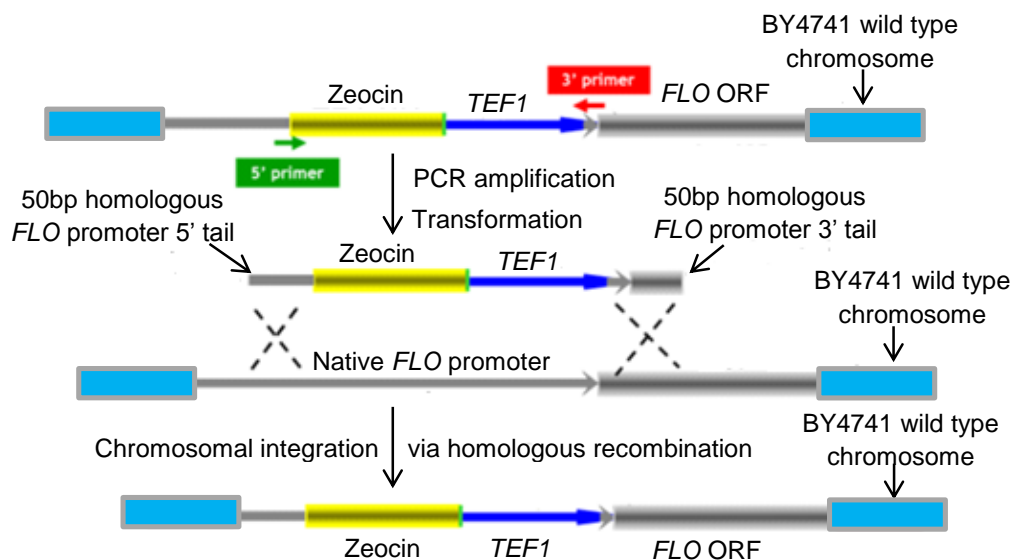 BY4741 wild type
chromosome
3’ primer
Zeocin
TEF1
FLO ORF
5’ primer
PCR amplification
Transformation
50bp homologous
FLO promoter 5’ tail
50bp homologous
FLO promoter 3’ tail
Zeocin
TEF1
BY4741 wild type
chromosome
Native FLO promoter
Chromosomal integration
via homologous recombination
BY4741 wild type
chromosome
Zeocin
TEF1
FLO ORF